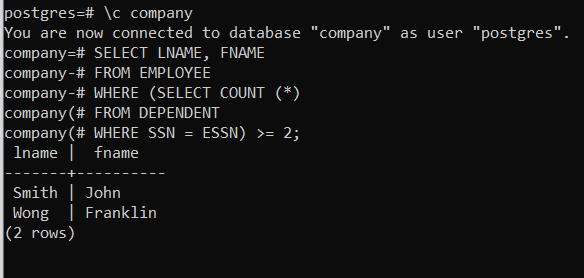 postgres=# \c company
You are now connected to database "company" as user "postgres".
company=# SELECT LNAME, FNAME
company-# FROM EMPLOYEE
company-# WHERE (SELECT COUNT (*)
company(# FROM DEPENDENT
company(# WHERE SSN = ESSN) >= 2;
 lname |  fname
-------+----------
 Smith | John
 Wong  | Franklin
(2 rows)